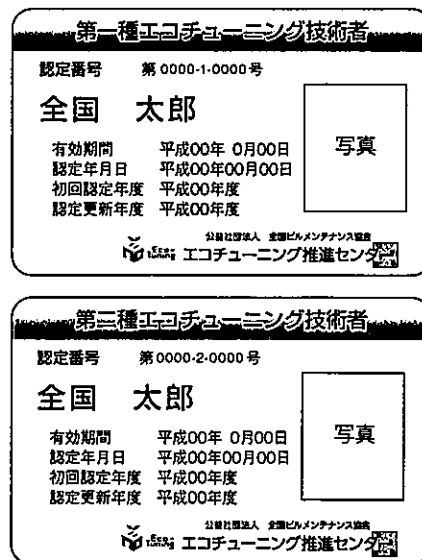 第一種エコチューニング技術者
認定番号 第0000-1-0000号
全国 太郎
写真
有効期間 平成00年 0月00日
認定年月日 平成00年00月00日
初回認定年度 平成00年度
認定更新年度 平成00年度
公益社団法人 全国ビルメンテナンス協会
エコチューニング推進センター
第二種エコチューニング技術者
認定番号 第0000-2-0000号
全国 太郎
写真
有効期間 平成00年 0月00日
認定年月日 平成00年00月00日
初回認定年度 平成00年度
認定更新年度 平成00年度
公益社団法人 全国ビルメンテナンス協会
エコチューニング推進センター